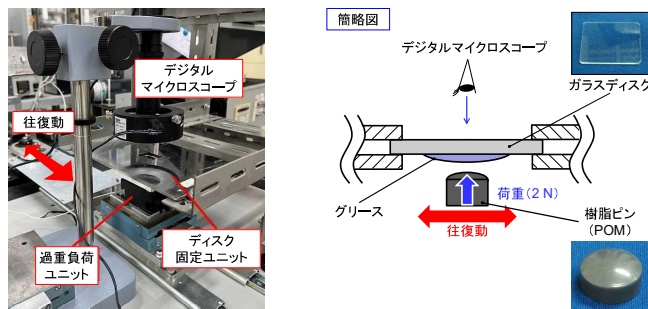 デジタル
マイクロスコープ
往復動
過重負荷
ユニット
ディスク
固定ユニット
簡略図
デジタルマイクロスコープ
ガラスディスク
グリース
荷重(2 N)
往復動
樹脂ピン
(POM)